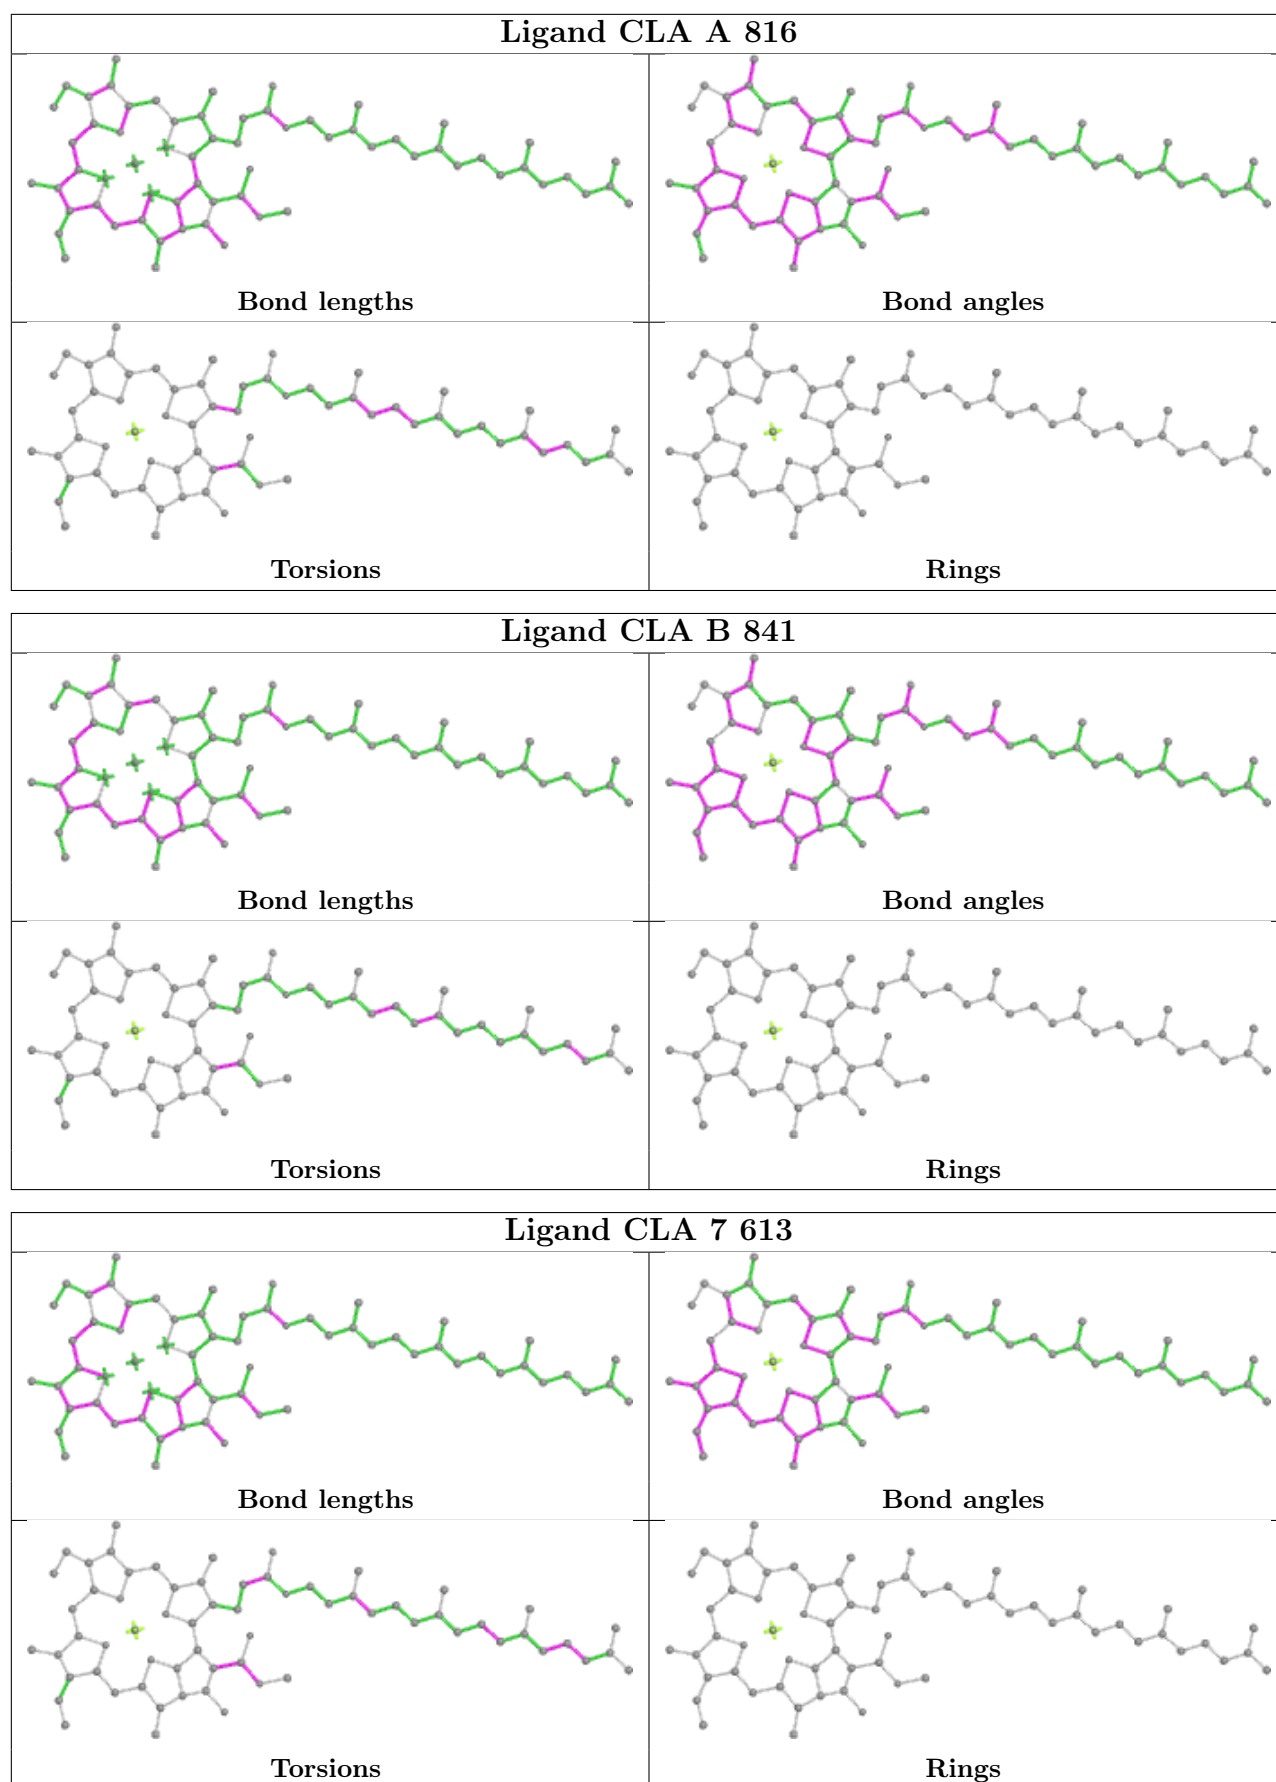 Ligand CLA A 816
Bond lengths
Bond angles
Torsions
Rings
Ligand CLA B 841
Bond lengths
Bond angles
Torsions
Rings
Ligand CLA 7 613
Bond lengths
Bond angles
Torsions
Rings